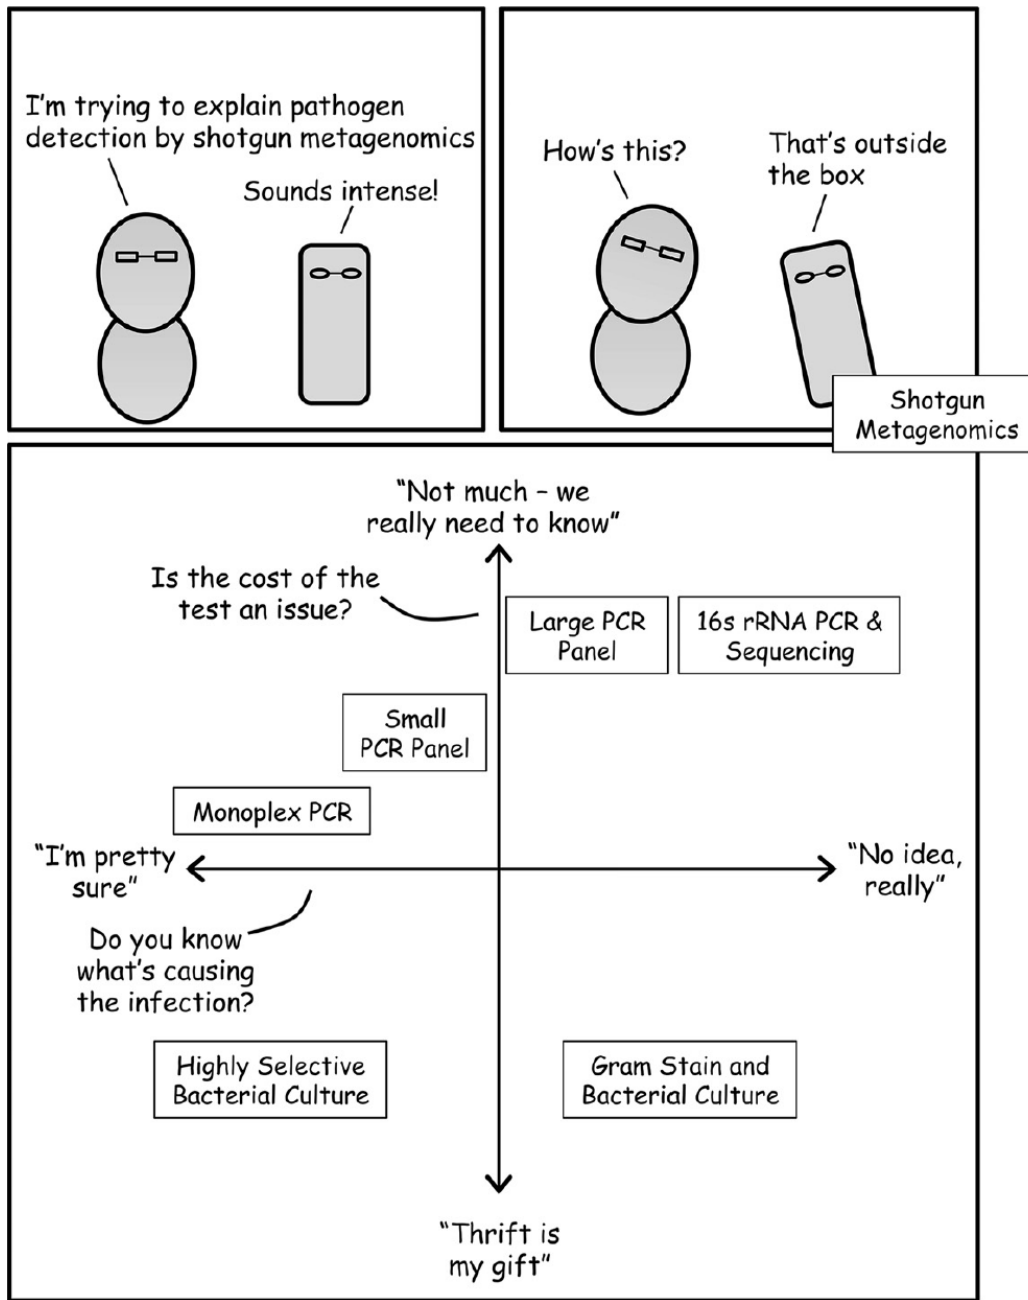 I'm trying to explain pathogen
detection by shotgun metagenomics
Sounds intense!
How's this?
That's outside
the box
Shotgun
Metagenomics
"Not much – we
really need to know"
Is the cost of the
test an issue?
Large PCR
Panel
16s rRNA PCR &
Sequencing
Small
PCR Panel
Monoplex PCR
"I'm pretty
sure"
"No idea,
really"
Do you know
what's causing
the infection?
Highly Selective
Bacterial Culture
Gram Stain and
Bacterial Culture
"Thrift is
my gift"